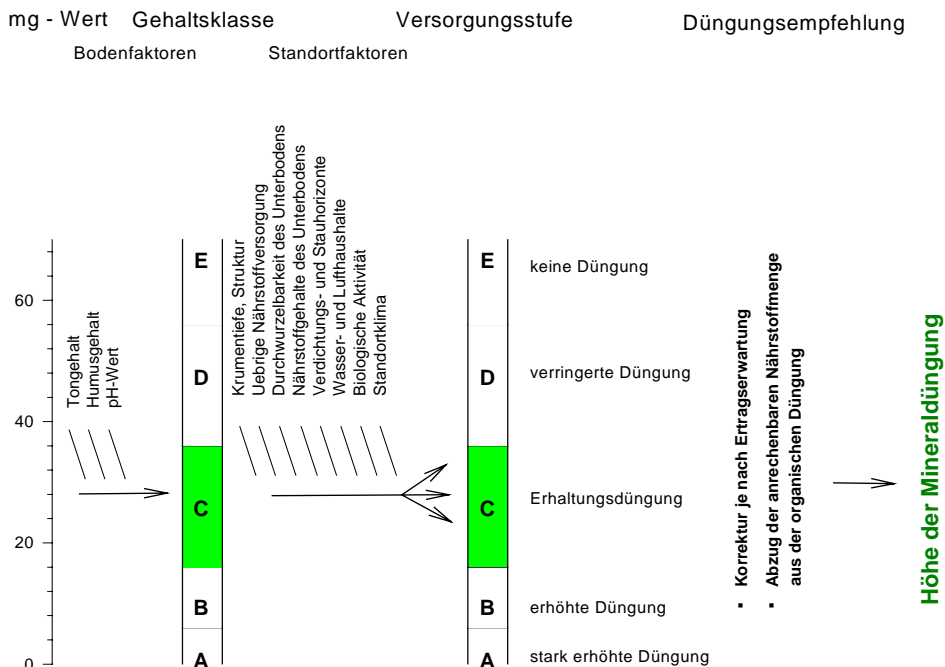 mg - Wert
Gehaltsklasse
Versorgungsstufe
Düngungsempfehlung
Bodenfaktoren
Standortfaktoren
60
40
20
0
Tongehalt
Humusgehalt
pH-Wert
E
D
C
B
A
Krumentiefe, Struktur
Uebrige Nährstoffversorgung
Durchwurzelbarkeit des Unterbodens
Nährstoffgehalte des Unterbodens
Verdichtungs- und Stauhorizonte
Wasser- und Lufthaushalte
Biologische Aktivität
Standortklima
E
D
C
B
A
keine Düngung
verringerte Düngung
Erhaltungsdüngung
erhöhte Düngung
stark erhöhte Düngung
▪ Korrektur je nach Ertragserwartung
▪ Abzug der anrechenbaren Nährstoffmenge
aus der organischen Düngung
Höhe der Mineraldüngung